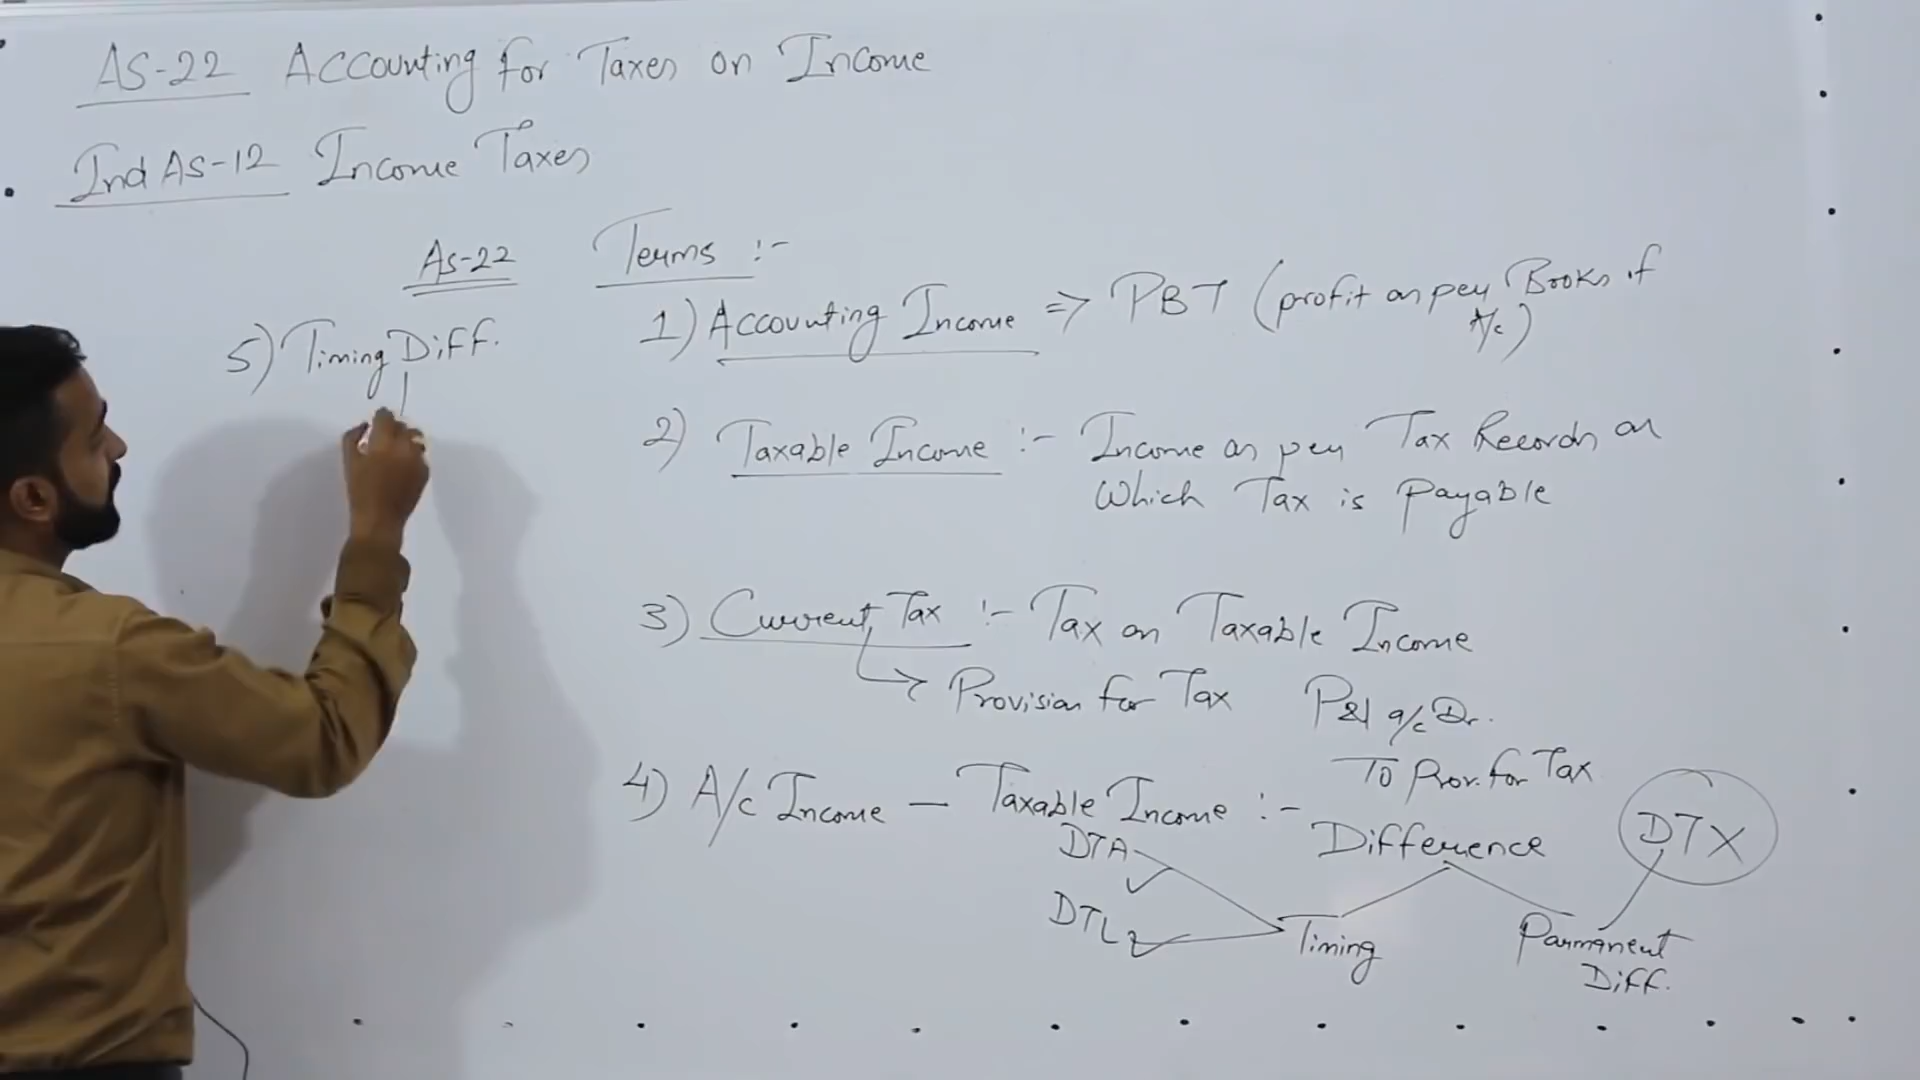 AS-22 Accounting for Taxes on Income
Ind AS-12 Income Taxes
AS-22 Terms :-
1) Accounting Income => PBT (profit as per Books of
A/c)
2) Taxable Income :- Income as per Tax Records on
Which Tax is Payable
3) Current Tax :- Tax on Taxable Income
Provision for Tax P&l a/c Dr.
To Prov. for Tax
4) A/c Income — Taxable Income :-
Difference
DTX
DTA
DTL
Timing
Parmanent
Diff.
5) Timing Diff.